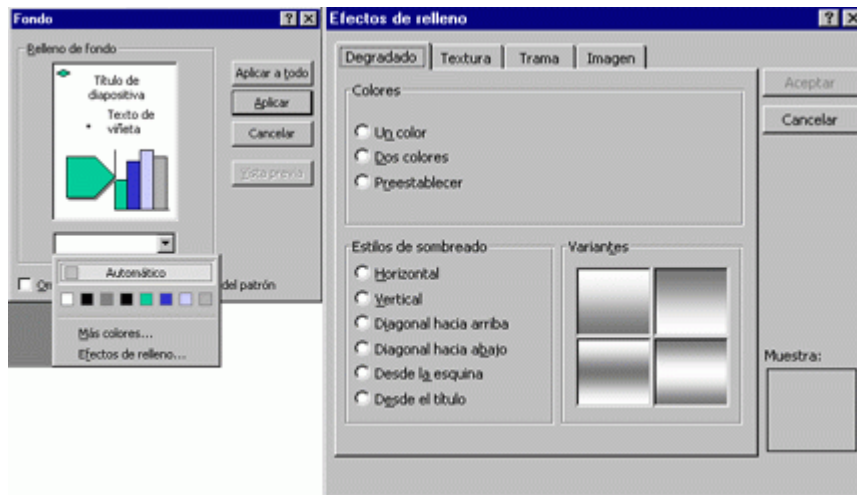 Fondo
Relleno de fondo
Título de
diapositiva
Texto de
viñeta
Aplicar a todo
Aplicar
Cancelar
Vista previa
Automático
del patrón
Más colores...
Efectos de relleno...
Efectos de relleno
Degradado
Textura
Trama
Imagen
Aceptar
Cancelar
Colores
Un color
Dos colores
Preestablecer
Estilos de sombreado
Horizontal
Vertical
Diagonal hacia arriba
Diagonal hacia abajo
Desde la esquina
Desde el título
Variantes
Muestra: